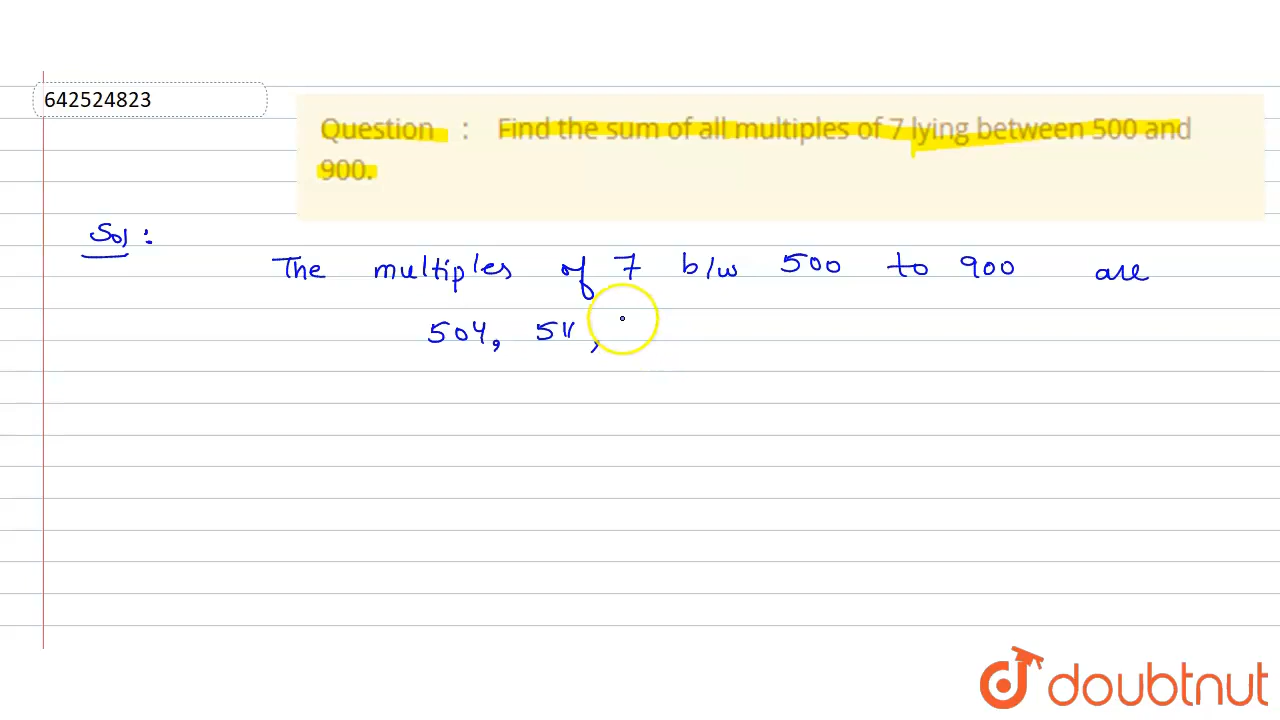 642524823
Question : Find the sum of all multiples of 7 lying between 500 and
900.
Sol :
The multiples of 7 b/w 500 to 900 are
504, 511,
doubtnut